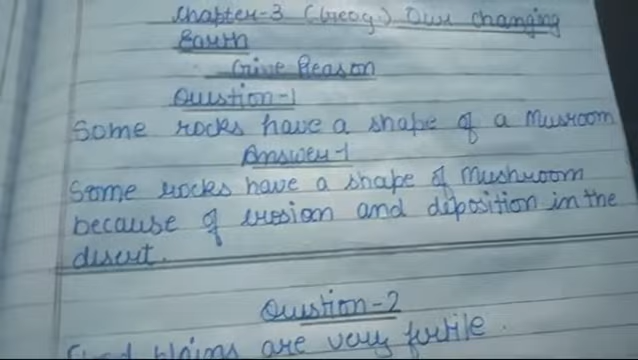 Chapter-3 (Geog.) Our changing
Earth
Give Reason
Question-1
Some rocks have a shape of a Musroom
Answer-1
Some rocks have a shape of Mushroom
because of erosion and deposition in the
desert.
Question-2
Flood plains are very fertile.